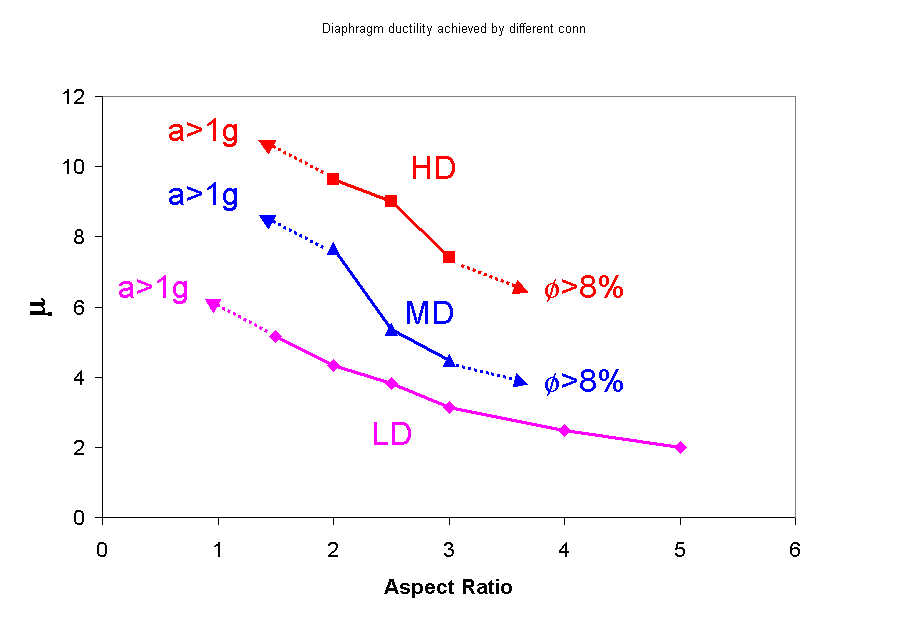 Diaphragm ductility achieved by different conn
12
a>1g
10
HD
a>1g
8
a>1g
ϕ>8%
6
MD
μ
4
ϕ>8%
LD
2
0
0 1 2 3 4 5 6
Aspect Ratio